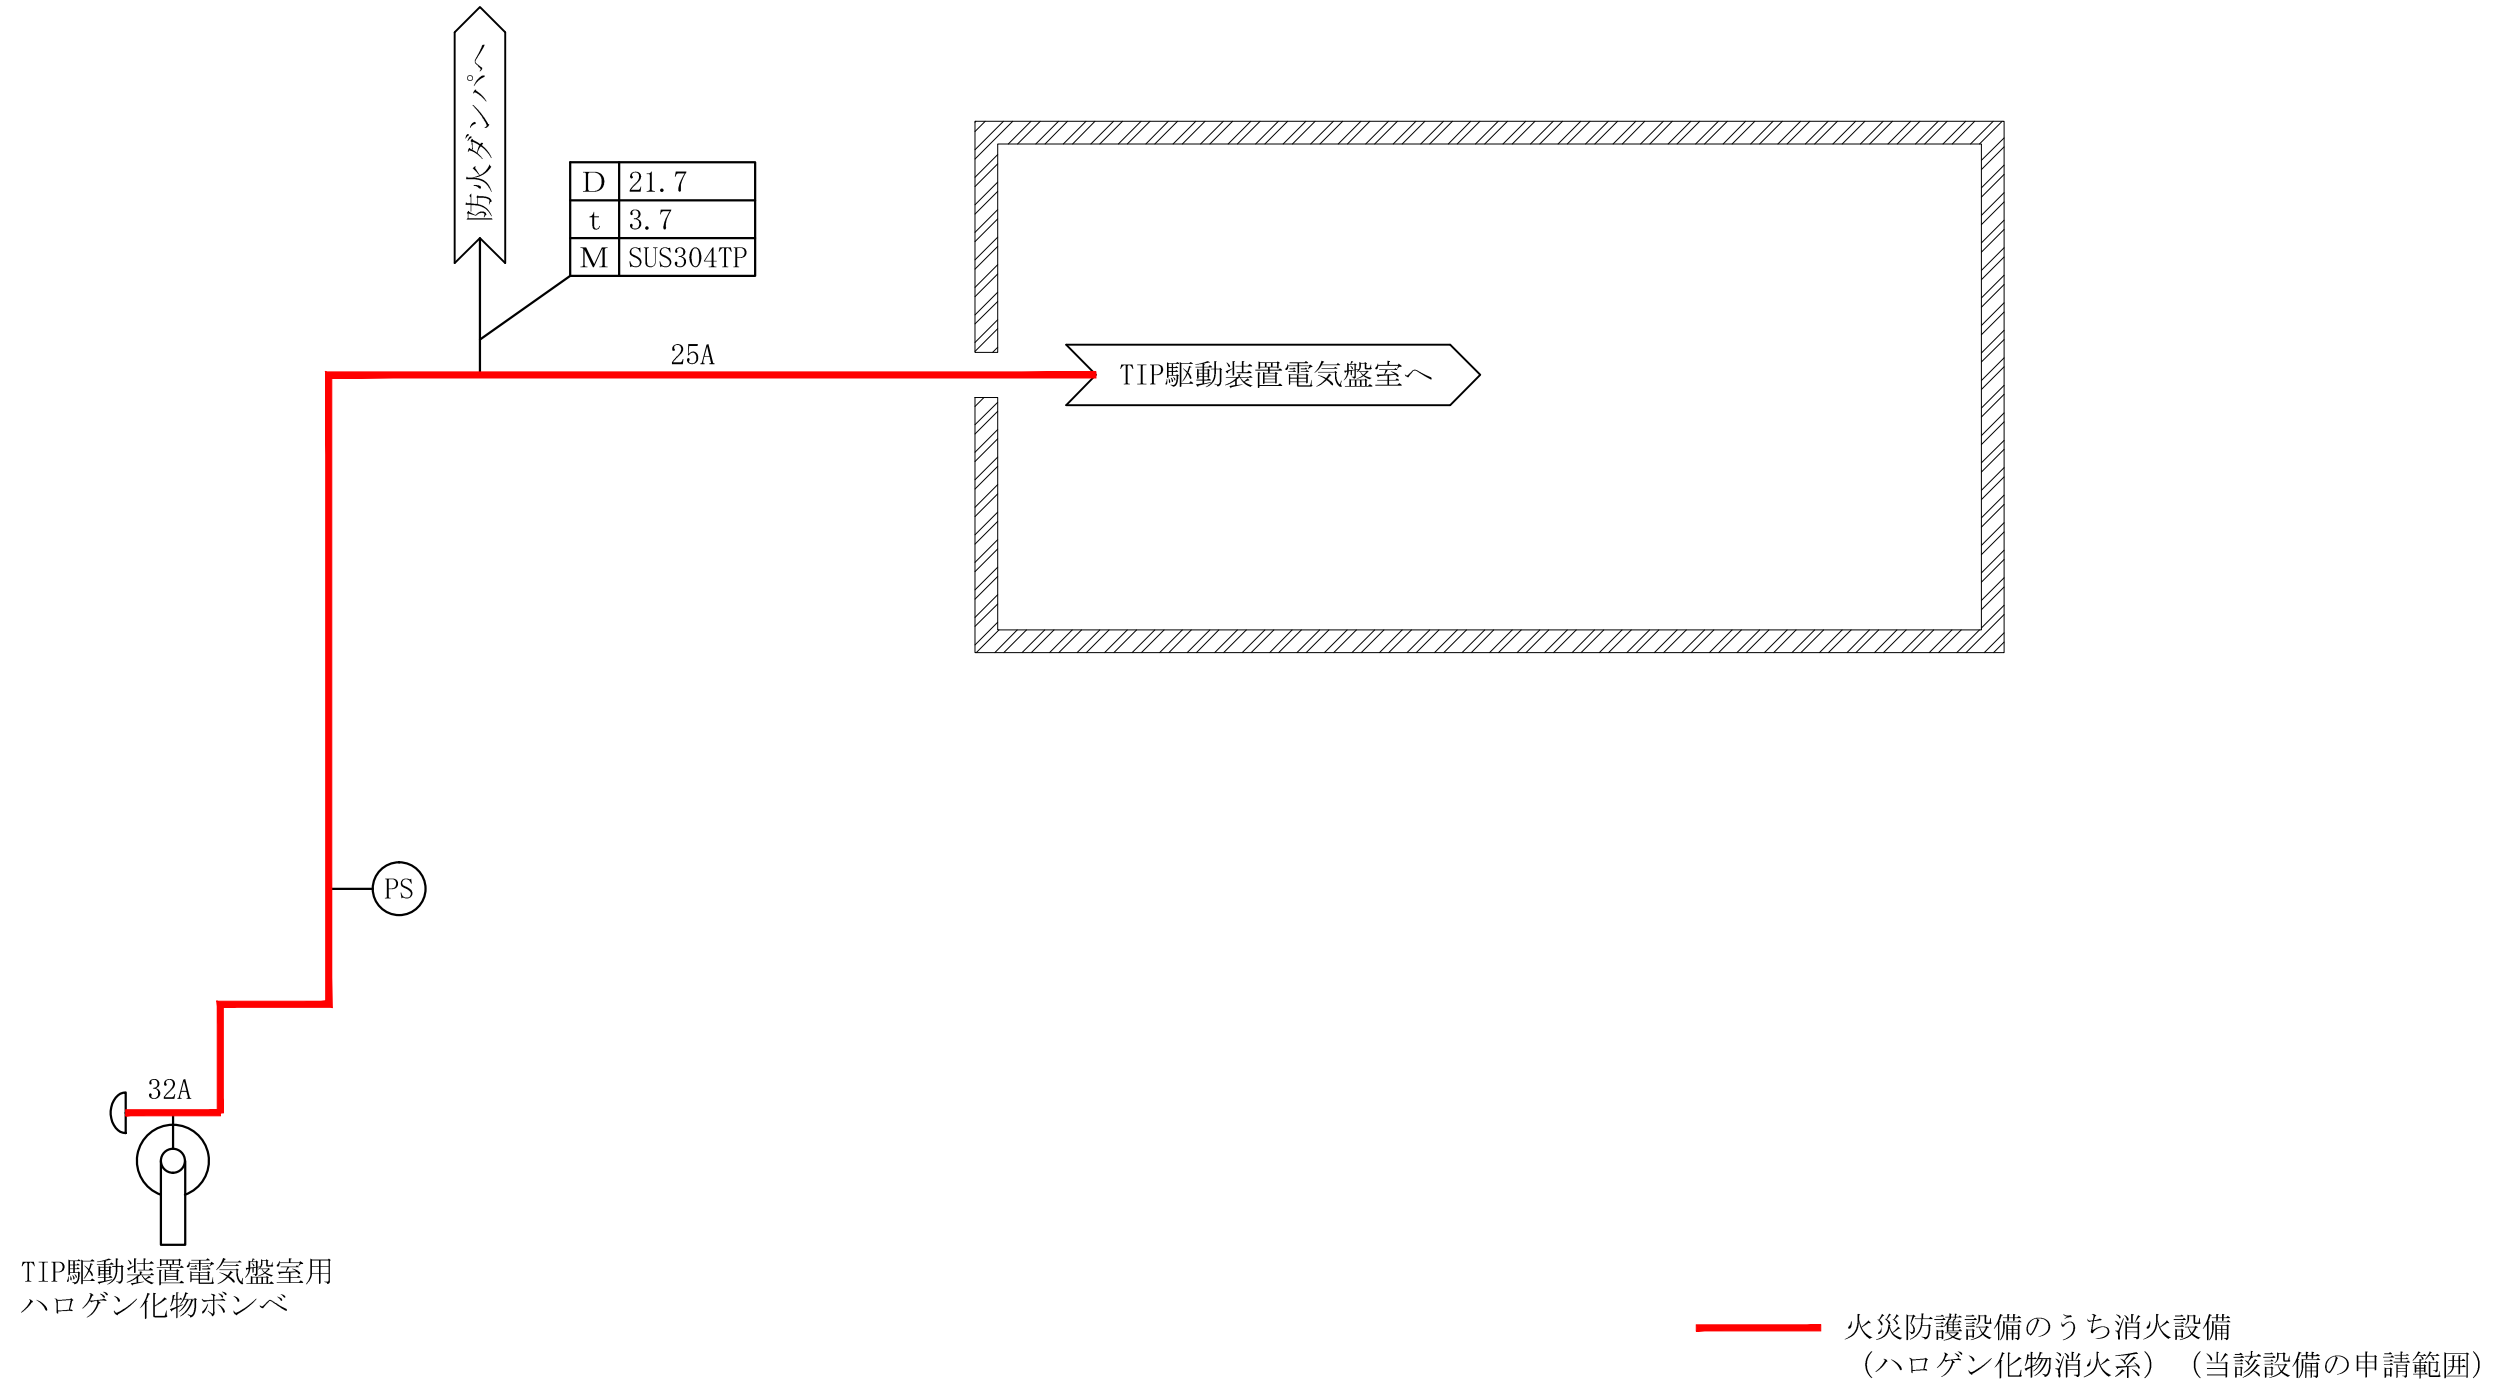 防火ダンパへ
D 21.7
t 3.7
M SUS304TP
25A
TIP駆動装置電気盤室へ
PS
32A
TIP駆動装置電気盤室用
ハロゲン化物ボンベ
火災防護設備のうち消火設備
(ハロゲン化物消火系) (当該設備の申請範囲)